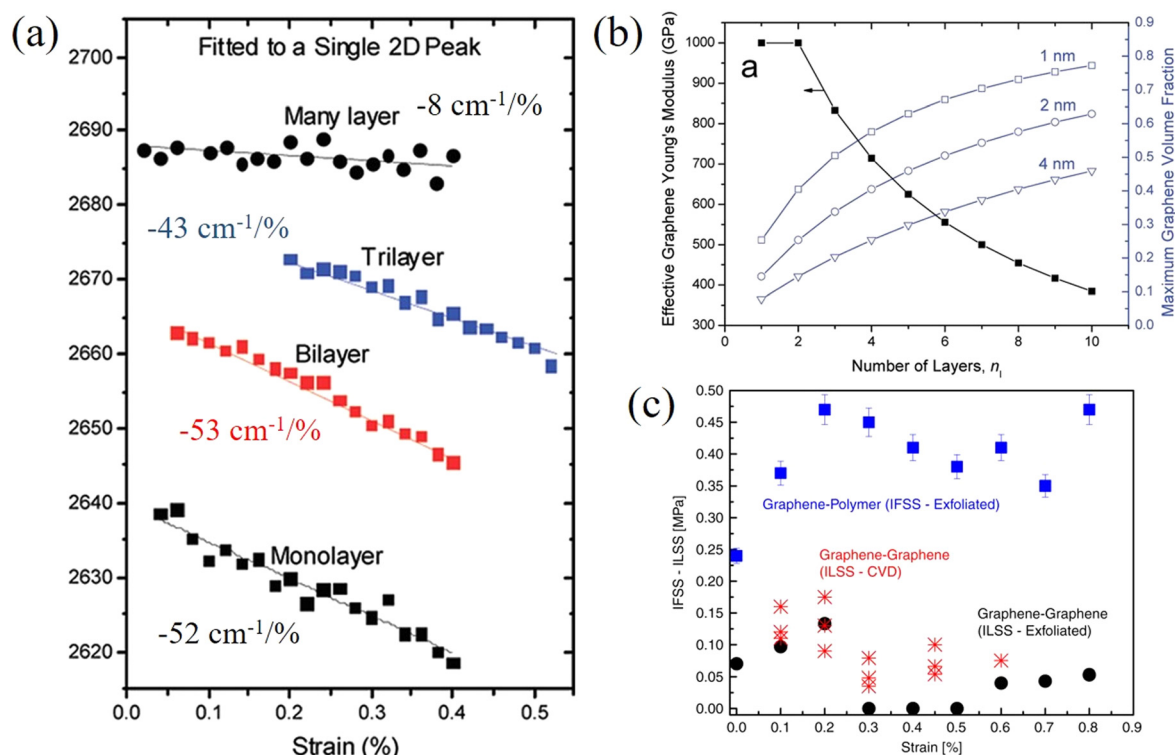 (a)
Fitted to a Single 2D Peak
-8 cm-1/%
Many layer
-43 cm-1/%
Trilayer
Bilayer
-53 cm-1/%
Monolayer
-52 cm-1/%
2700
2690
2680
2670
2660
2650
2640
2630
2620
0.0 0.1 0.2 0.3 0.4 0.5
Strain (%)
(b)
a
Effective Graphene Young's Modulus (GPa)
1000
900
800
700
600
500
400
300
1 nm
2 nm
4 nm
0.9
0.8
0.7
0.6
0.5
0.4
0.3
0.2
0.1
0.0
Maximum Graphene Volume Fraction
0 2 4 6 8 10
Number of Layers, nl
(c)
IFSS - ILSS [MPa]
0.50
0.45
0.40
0.35
0.30
0.25
0.20
0.15
0.10
0.05
0.00
Graphene-Polymer (IFSS - Exfoliated)
Graphene-Graphene
(ILSS - CVD)
Graphene-Graphene
(ILSS - Exfoliated)
0.0 0.1 0.2 0.3 0.4 0.5 0.6 0.7 0.8 0.9
Strain [%]